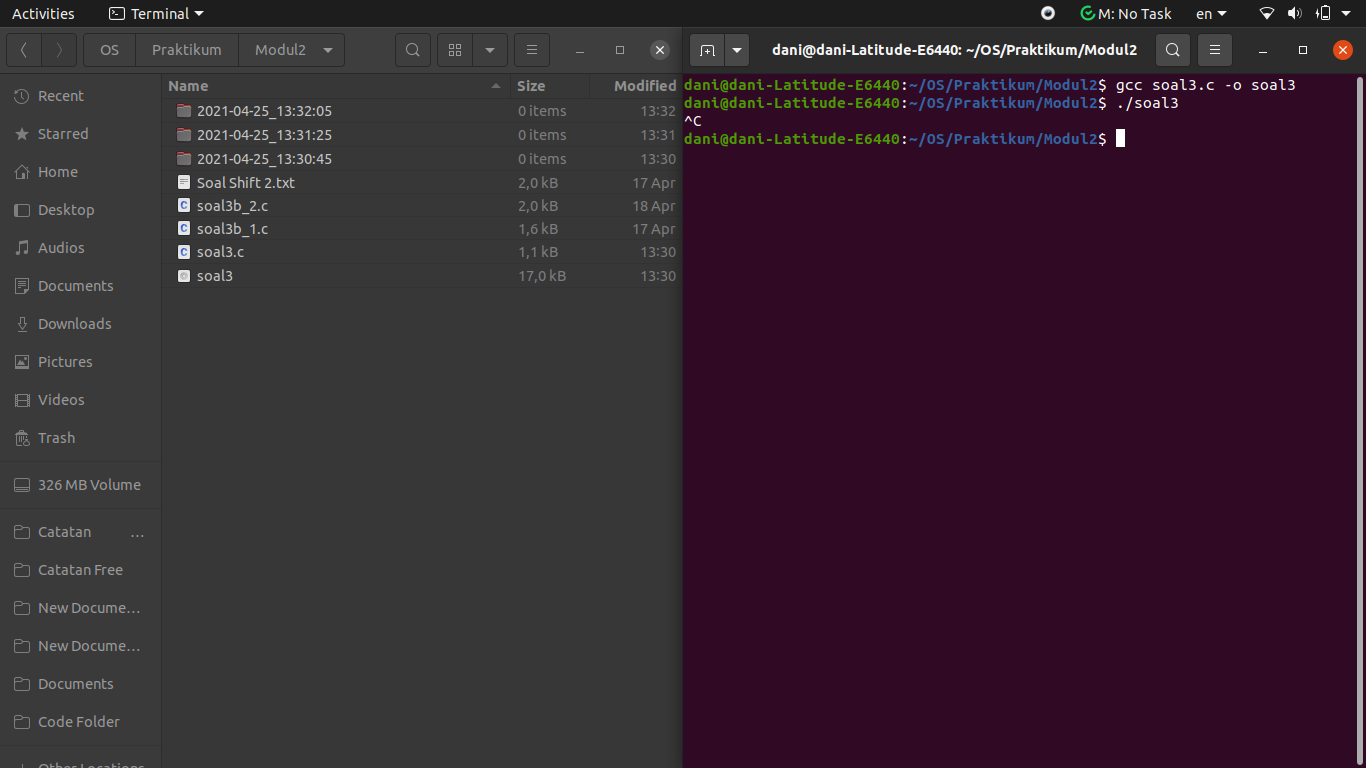 Activities Terminal M: No Task en
OS Praktikum Modul2
dani@dani-Latitude-E6440: ~/OS/Praktikum/Modul2
Name Size Modified
Recent
Starred
Home
Desktop
Audios
Documents
Downloads
Pictures
Videos
Trash
326 MB Volume
Catatan ...
Catatan Free
New Docume...
New Docume...
Documents
Code Folder
Other Locations
2021-04-25_13:32:05 0 items 13:32
2021-04-25_13:31:25 0 items 13:31
2021-04-25_13:30:45 0 items 13:30
Soal Shift 2.txt 2,0 kB 17 Apr
soal3b_2.c 2,0 kB 18 Apr
soal3b_1.c 1,6 kB 17 Apr
soal3.c 1,1 kB 13:30
soal3 17,0 kB 13:30
dani@dani-Latitude-E6440:~/OS/Praktikum/Modul2$ gcc soal3.c -o soal3
dani@dani-Latitude-E6440:~/OS/Praktikum/Modul2$ ./soal3
^C
dani@dani-Latitude-E6440:~/OS/Praktikum/Modul2$